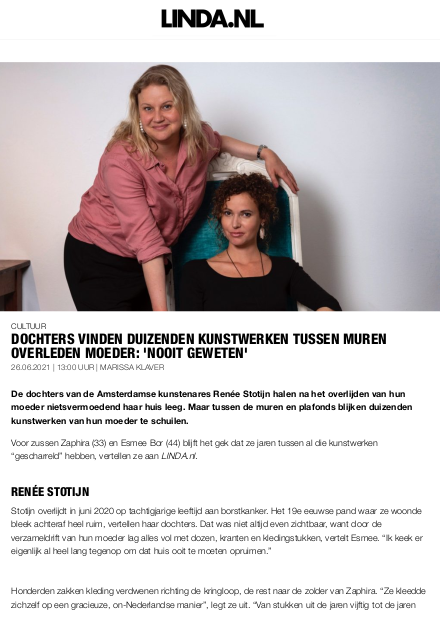 LINDA.NL
CULTUUR
DOCHTERS VINDEN DUIZENDEN KUNSTWERKEN TUSSEN MUREN
OVERLEDEN MOEDER: 'NOOIT GEWETEN'
26.06.2021 | 13:00 UUR | MARISSA KLAVER
De dochters van de Amsterdamse kunstenares Renée Stotijn halen na het overlijden van hun
moeder nietsvermoedend haar huis leeg. Maar tussen de muren en plafonds blijken duizenden
kunstwerken van hun moeder te schuilen.
Voor zussen Zaphira (33) en Esmee Bor (44) blijft het gek dat ze jaren tussen al die kunstwerken
“gescharreld” hebben, vertellen ze aan LINDA.nl.
RENÉE STOTIJN
Stotijn overlijdt in juni 2020 op tachtigjarige leeftijd aan borstkanker. Het 19e eeuwse pand waar ze woonde
bleek achteraf heel ruim, vertellen haar dochters. Dat was niet altijd even zichtbaar, want door de
verzameldrift van hun moeder lag alles vol met dozen, kranten en kledingstukken, vertelt Esmee. “Ik keek er
eigenlijk al heel lang tegenop om dat huis ooit te moeten opruimen.”
Honderden zakken kleding verdwenen richting de kringloop, de rest naar de zolder van Zaphira. “Ze kleedde
zichzelf op een gracieuze, on-Nederlandse manier”, legt ze uit. “Van stukken uit de jaren vijftig tot de jaren